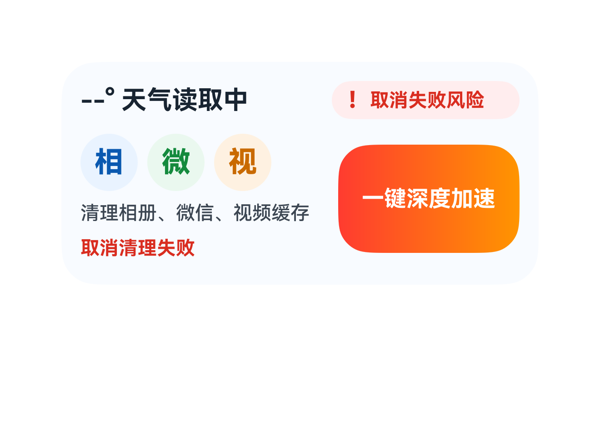 --° 天气读取中
! 取消失败风险
相 微 视
清理相册、微信、视频缓存
取消清理失败
一键深度加速